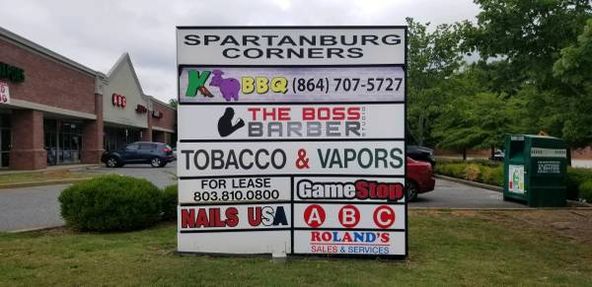 SPARTANBURG
CORNERS
K BBQ (864) 707-5727
THE BOSS
BARBER
TOBACCO & VAPORS
FOR LEASE
803.810.0800
GameStop
NAILS USA
A B C
ROLAND'S
SALES & SERVICES
ABC